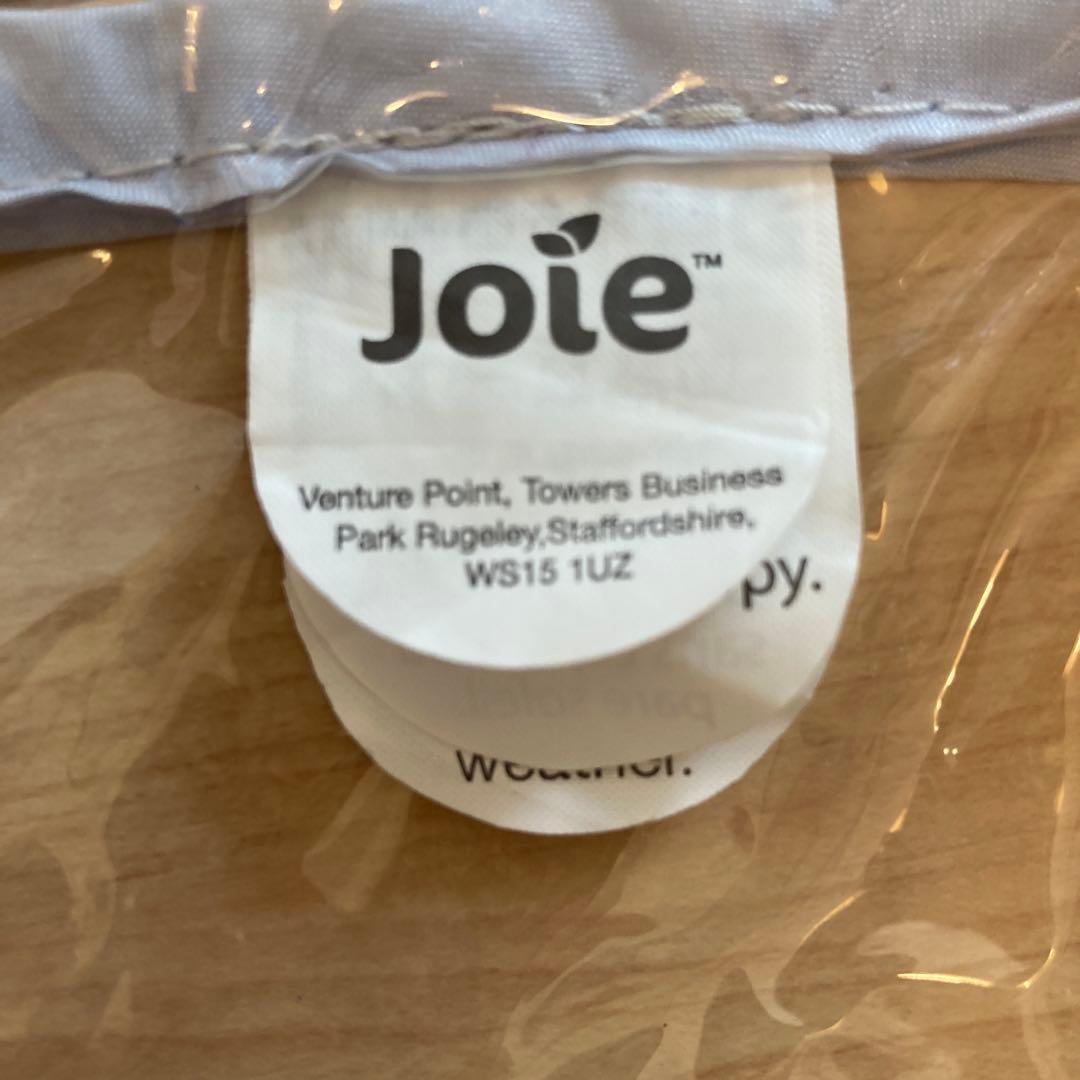 Joie™
Venture Point, Towers Business
Park Rugeley,Staffordshire,
WS15 1UZ
py.
weather.